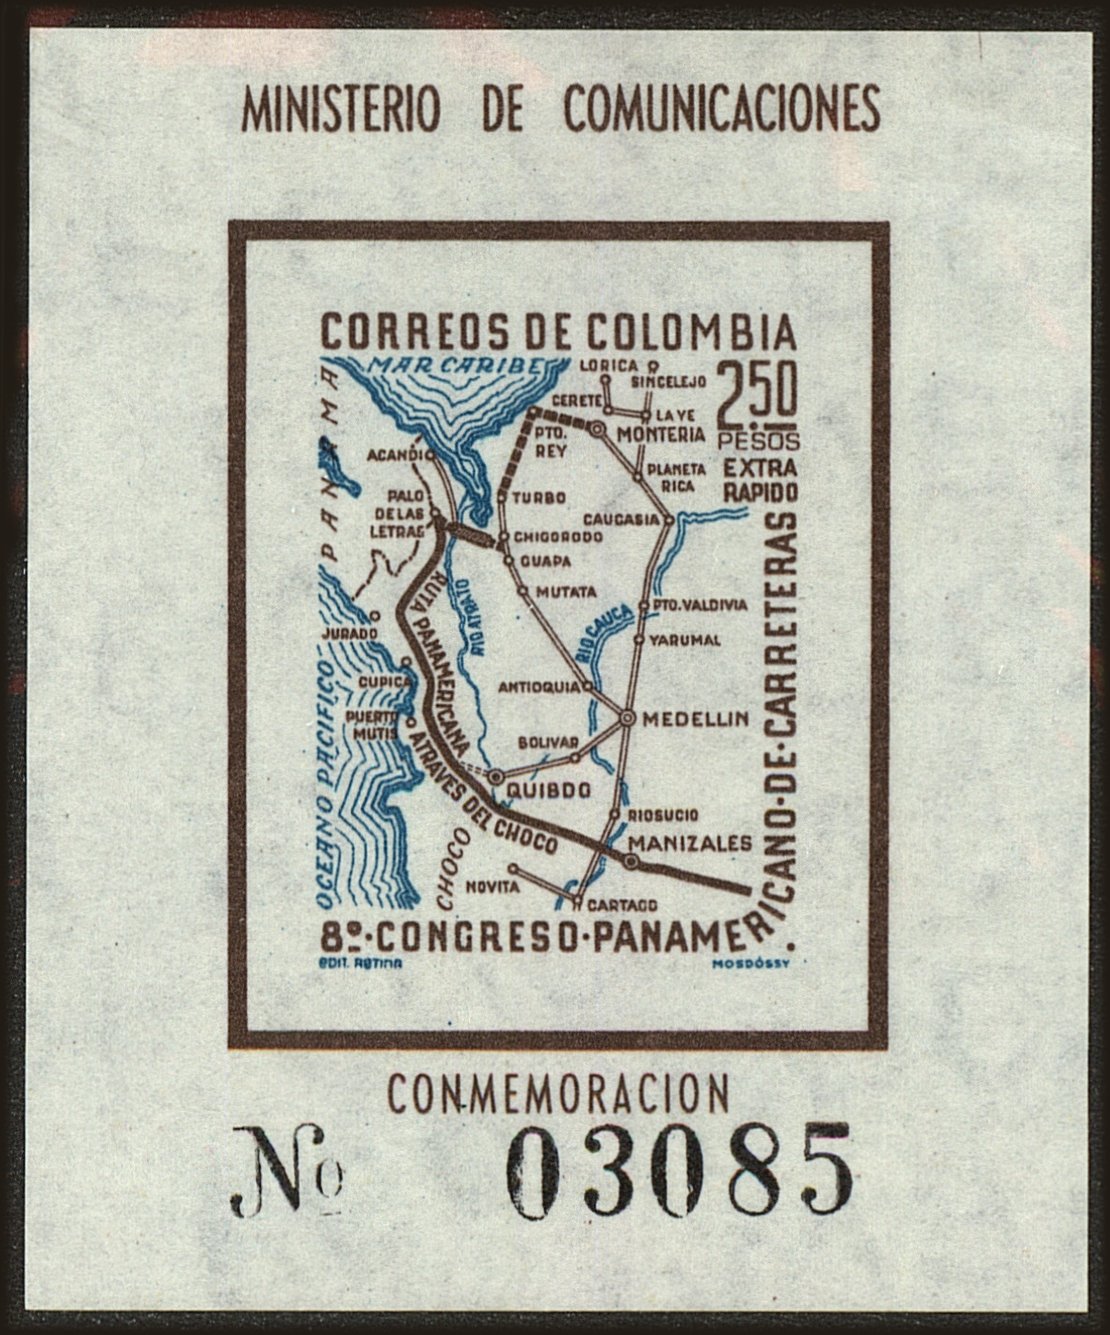 MINISTERIO DE COMUNICACIONES
CORREOS DE COLOMBIA
MAR CARIBE
PANAMA
LORICA
SINCELEJO
2.50
PESOS
EXTRA
RAPIDO
CERETE
LA YE
PTO.
REY
MONTERIA
ACANDI
PLANETA
RICA
PALO
DE LAS
LETRAS
TURBO
CAUCASIA
CHIGORODO
GUAPA
MUTATA
RIO ATRATO
RIO CAUCA
PTO. VALDIVIA
YARUMAL
JURADO
CUPICA
ANTIOQUIA
PUERTO
MUTIS
MEDELLIN
BOLIVAR
QUIBDO
OCEANO PACIFICO
RUTA PANAMERICANA
ATRAVES DEL CHOCO
RIOSUCIO
MANIZALES
CHOCO
NOVITA
CARTAGO
8º·CONGRESO·PANAMERICANO·DE·CARRETERAS.
EDIT. RETINA
MOSDÓSSY
CONMEMORACION
Nº 03085